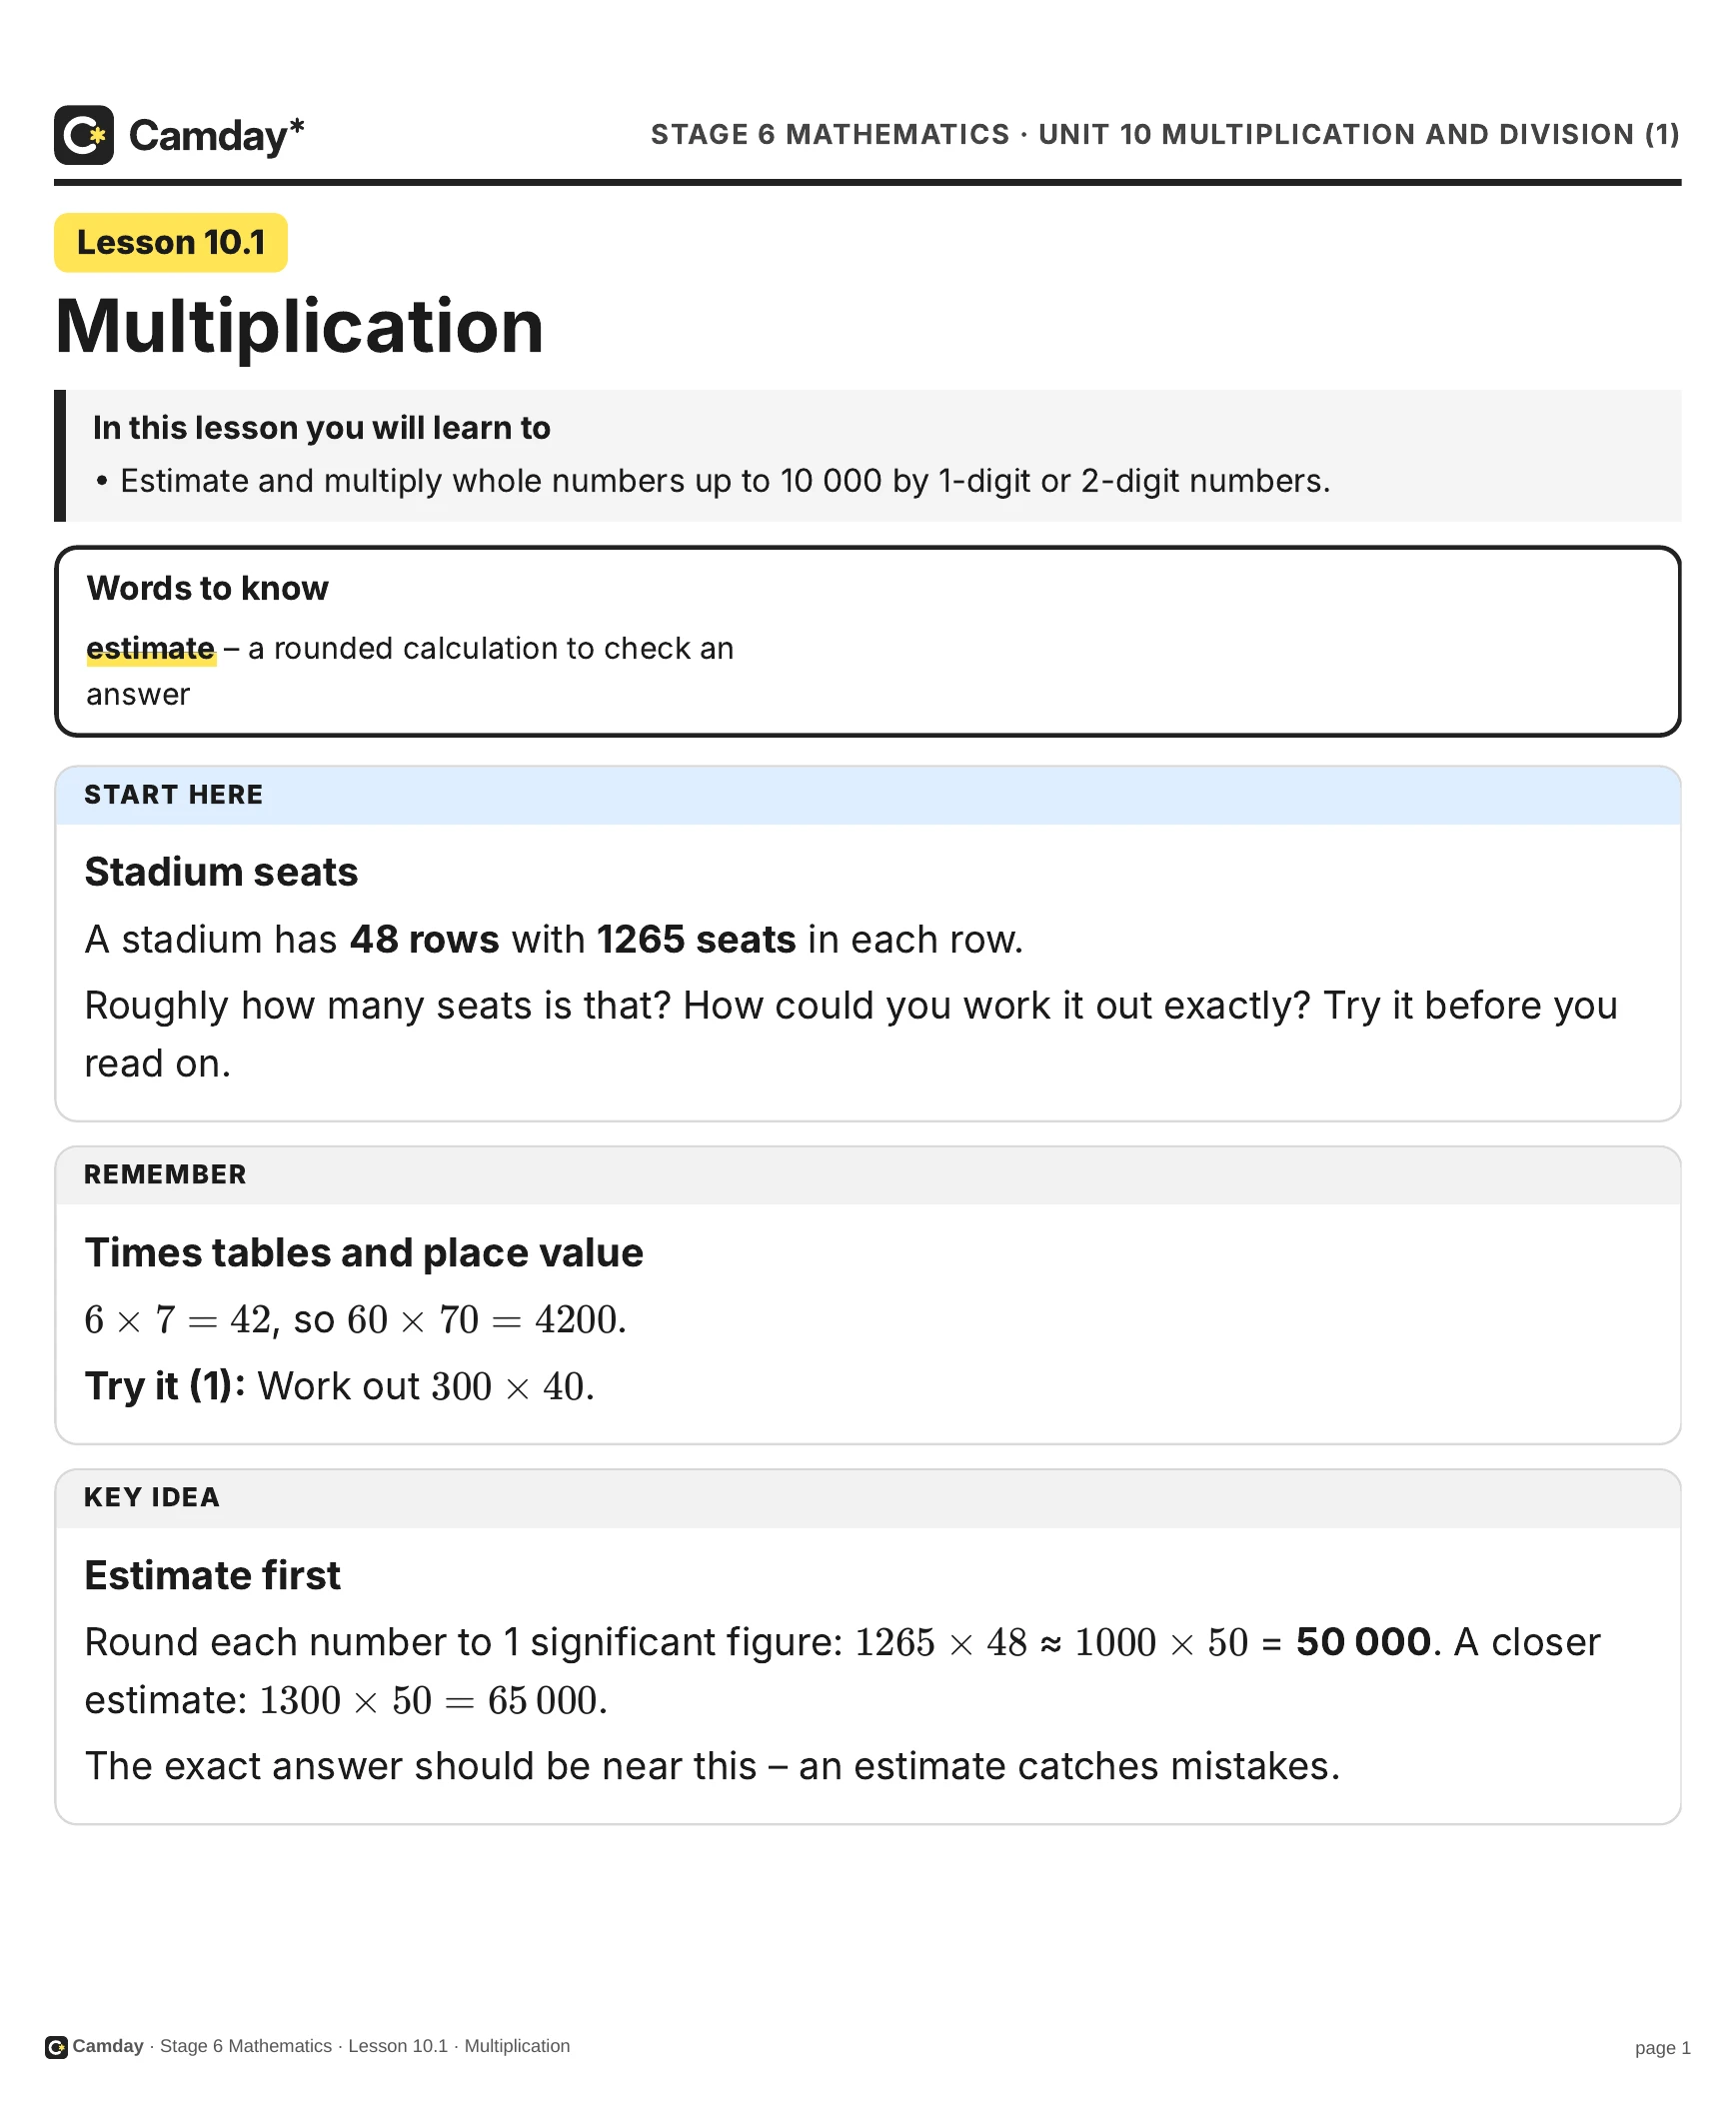 Camday*
STAGE 6 MATHEMATICS · UNIT 10 MULTIPLICATION AND DIVISION (1)
Lesson 10.1
Multiplication
In this lesson you will learn to
• Estimate and multiply whole numbers up to 10 000 by 1-digit or 2-digit numbers.
Words to know
estimate – a rounded calculation to check an
answer
START HERE
Stadium seats
A stadium has 48 rows with 1265 seats in each row.
Roughly how many seats is that? How could you work it out exactly? Try it before you
read on.
REMEMBER
Times tables and place value
6 × 7 = 42, so 60 × 70 = 4200.
Try it (1): Work out 300 × 40.
KEY IDEA
Estimate first
Round each number to 1 significant figure: 1265 × 48 ≈ 1000 × 50 = 50 000. A closer
estimate: 1300 × 50 = 65 000.
The exact answer should be near this – an estimate catches mistakes.
Camday · Stage 6 Mathematics · Lesson 10.1 · Multiplication
page 1